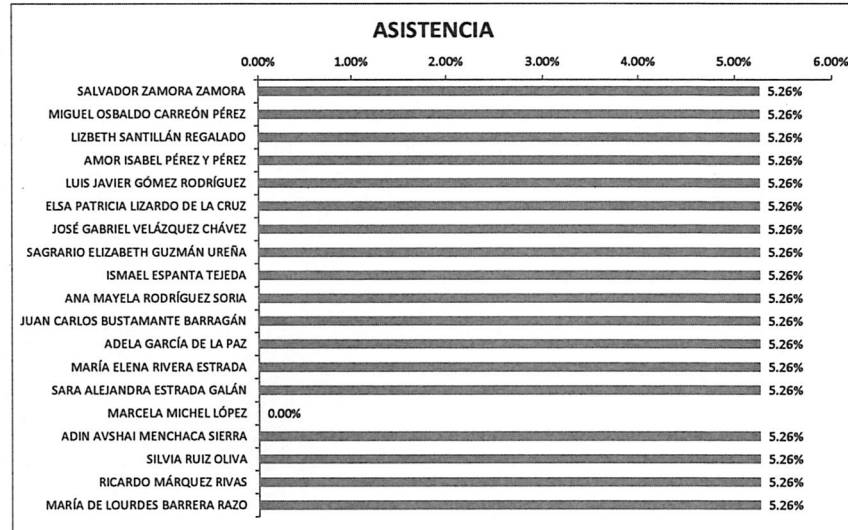 ASISTENCIA
0.00% 1.00% 2.00% 3.00% 4.00% 5.00% 6.00%
SALVADOR ZAMORA ZAMORA 5.26%
MIGUEL OSBALDO CARREÓN PÉREZ 5.26%
LIZBETH SANTILLÁN REGALADO 5.26%
AMOR ISABEL PÉREZ Y PÉREZ 5.26%
LUIS JAVIER GÓMEZ RODRÍGUEZ 5.26%
ELSA PATRICIA LIZARDO DE LA CRUZ 5.26%
JOSÉ GABRIEL VELÁZQUEZ CHÁVEZ 5.26%
SAGRARIO ELIZABETH GUZMÁN UREÑA 5.26%
ISMAEL ESPANTA TEJEDA 5.26%
ANA MAYELA RODRÍGUEZ SORIA 5.26%
JUAN CARLOS BUSTAMANTE BARRAGÁN 5.26%
ADELA GARCÍA DE LA PAZ 5.26%
MARÍA ELENA RIVERA ESTRADA 5.26%
SARA ALEJANDRA ESTRADA GALÁN 5.26%
MARCELA MICHEL LÓPEZ 0.00%
ADIN AVSHAI MENCHACA SIERRA 5.26%
SILVIA RUIZ OLIVA 5.26%
RICARDO MÁRQUEZ RIVAS 5.26%
MARÍA DE LOURDES BARRERA RAZO 5.26%